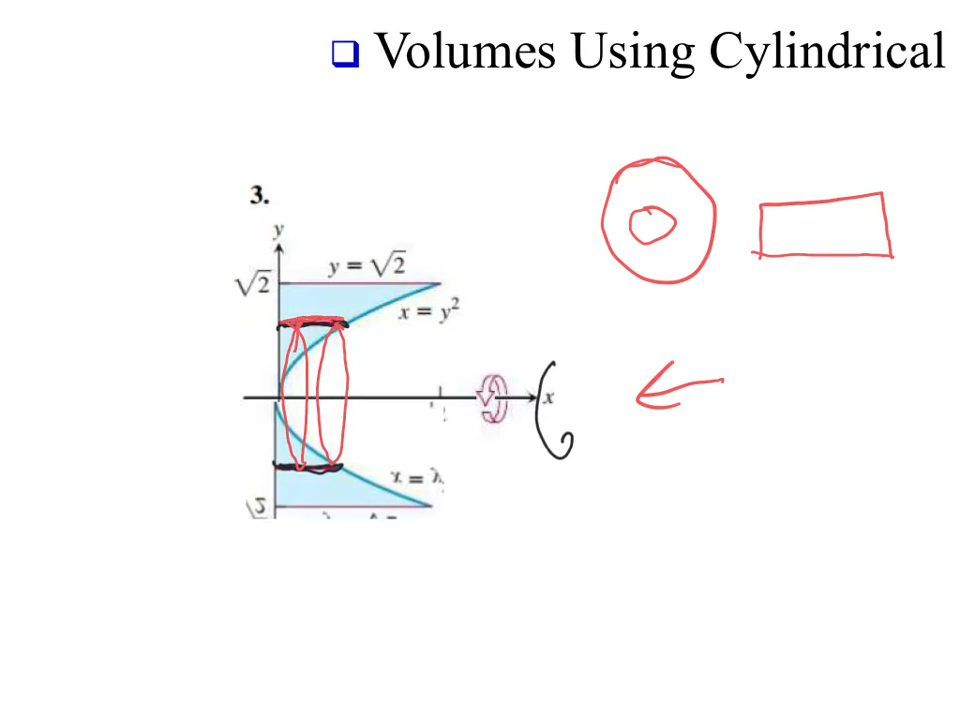 ❑ Volumes Using Cylindrical
3.
y
√2
y = √2
x = y²
x